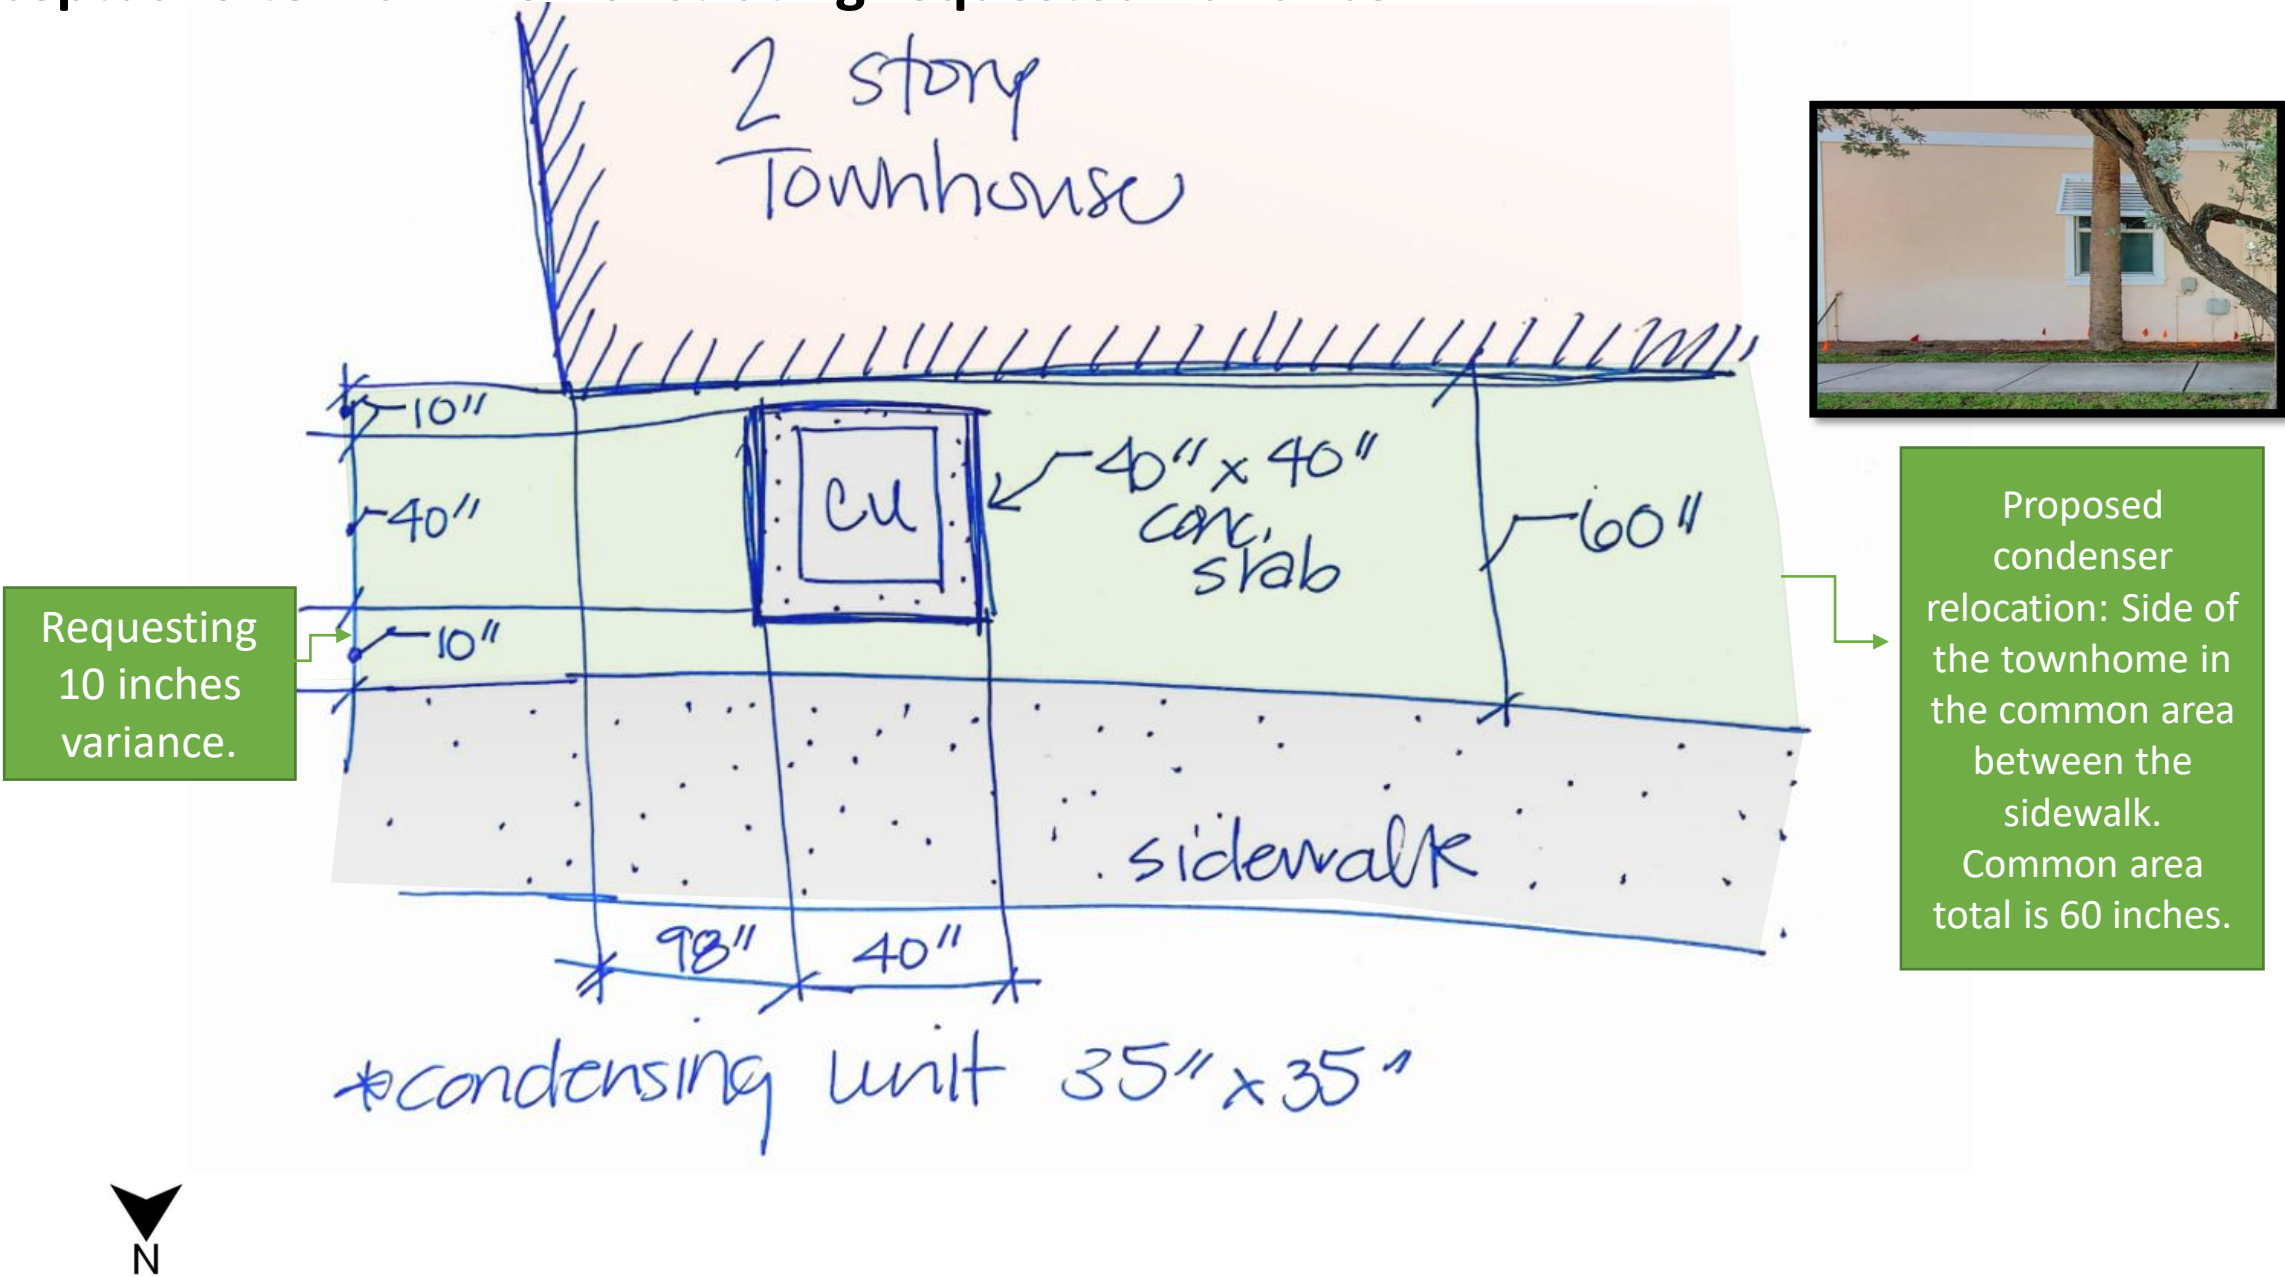 2 story
Townhouse
10"
40"
10"
CU
40" x 40"
conc.
slab
60"
Requesting
10 inches
variance.
Proposed
condenser
relocation: Side of
the townhome in
the common area
between the
sidewalk.
Common area
total is 60 inches.
sidewalk
98"
40"
*condensing unit 35" x 35"
N